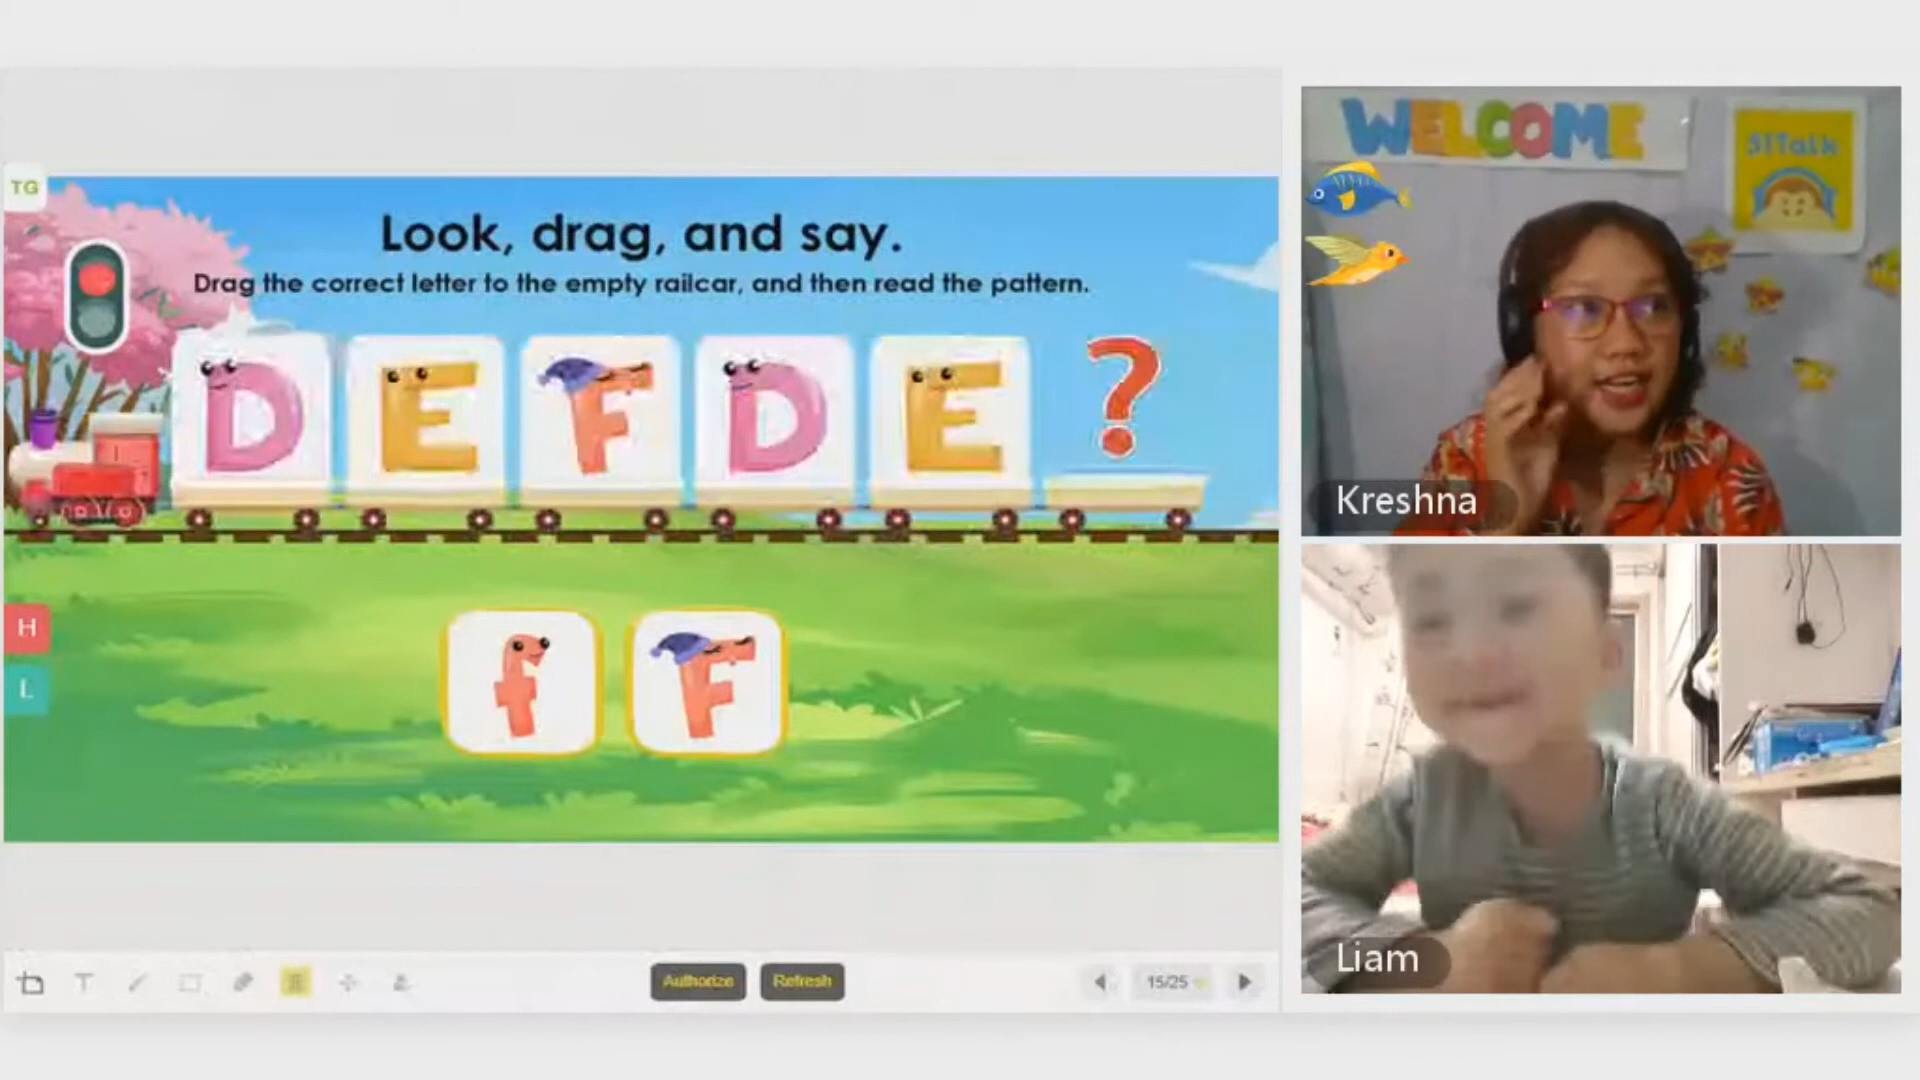 TG
Look, drag, and say.
Drag the correct letter to the empty railcar, and then read the pattern.
D E F D E ?
H
L
f F
Authorize Refresh
15/25
WELCOME
51Talk
Kreshna
Liam